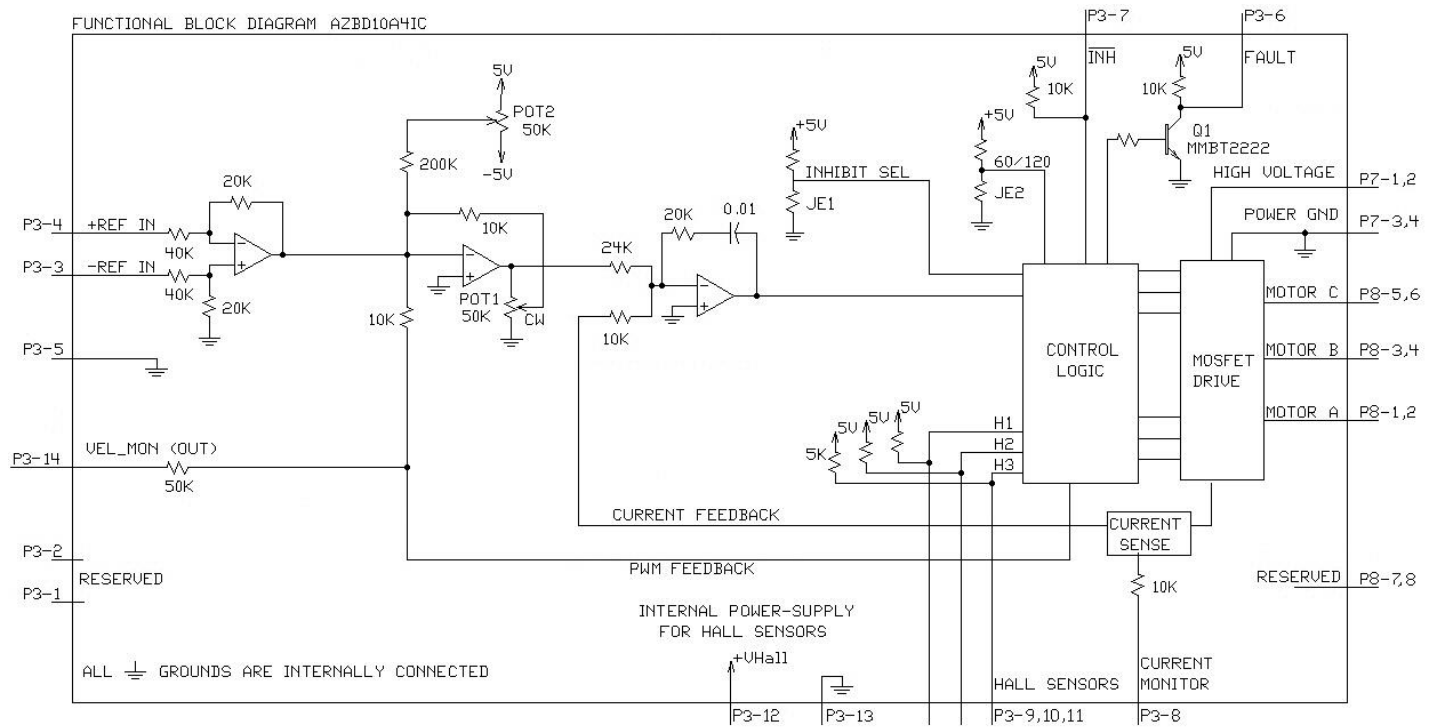 FUNCTIONAL BLOCK DIAGRAM AZBD10A4IC
P3-7
P3-6
INH
FAULT
5V
10K
5V
10K
Q1
MMBT2222
5V
POT2
50K
-5V
200K
+5V
INHIBIT SEL
JE1
+5V
60/120
JE2
HIGH VOLTAGE
P7-1,2
POWER GND
P7-3,4
20K
P3-4
+REF IN
40K
P3-3
-REF IN
40K
20K
-
+
10K
-
+
POT1
50K
CW
10K
24K
10K
20K
0.01
-
+
P3-5
CONTROL
LOGIC
MOSFET
DRIVE
MOTOR C
P8-5,6
MOTOR B
P8-3,4
MOTOR A
P8-1,2
5V
5V
5V
5K
H1
H2
H3
VEL_MON (OUT)
P3-14
50K
CURRENT FEEDBACK
CURRENT
SENSE
10K
PWM FEEDBACK
P3-2
RESERVED
P3-1
RESERVED
P8-7,8
INTERNAL POWER-SUPPLY
FOR HALL SENSORS
+VHall
ALL GROUNDS ARE INTERNALLY CONNECTED
HALL SENSORS
CURRENT
MONITOR
P3-12
P3-13
P3-9,10,11
P3-8